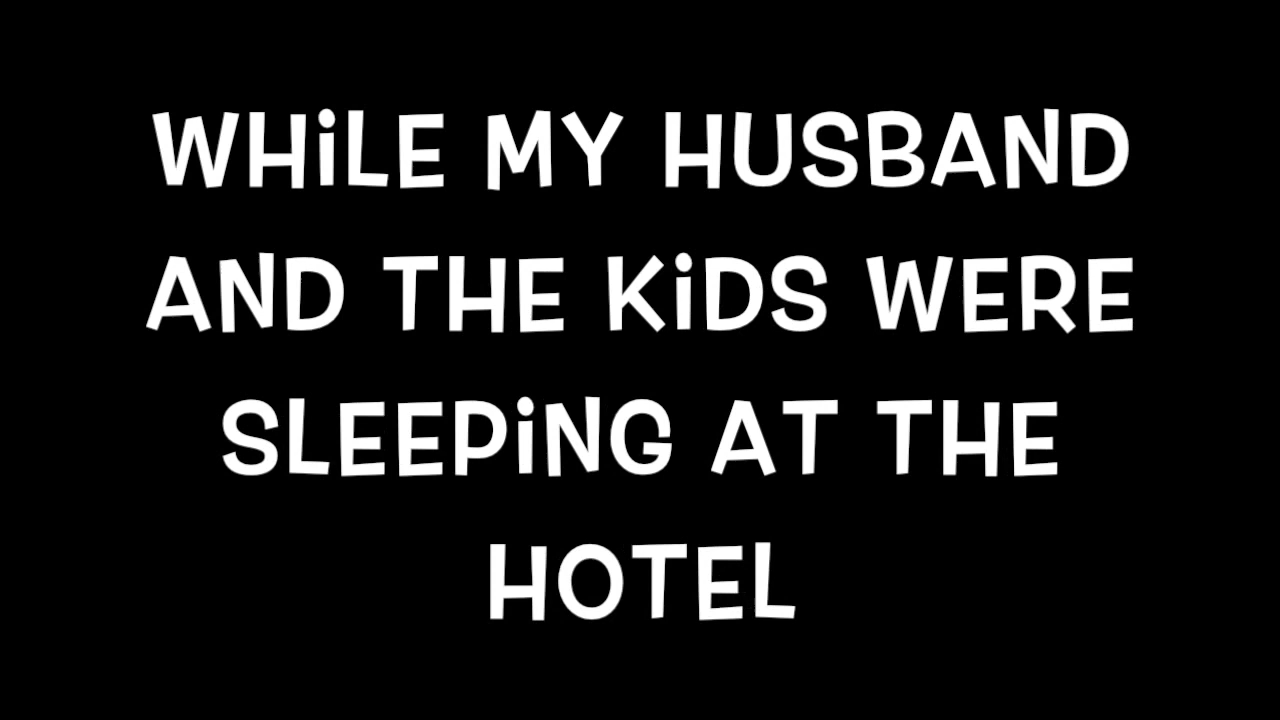 WHiLE MY HUSBAND
AND THE KiDS WERE
SLEEPiNG AT THE
HOTEL